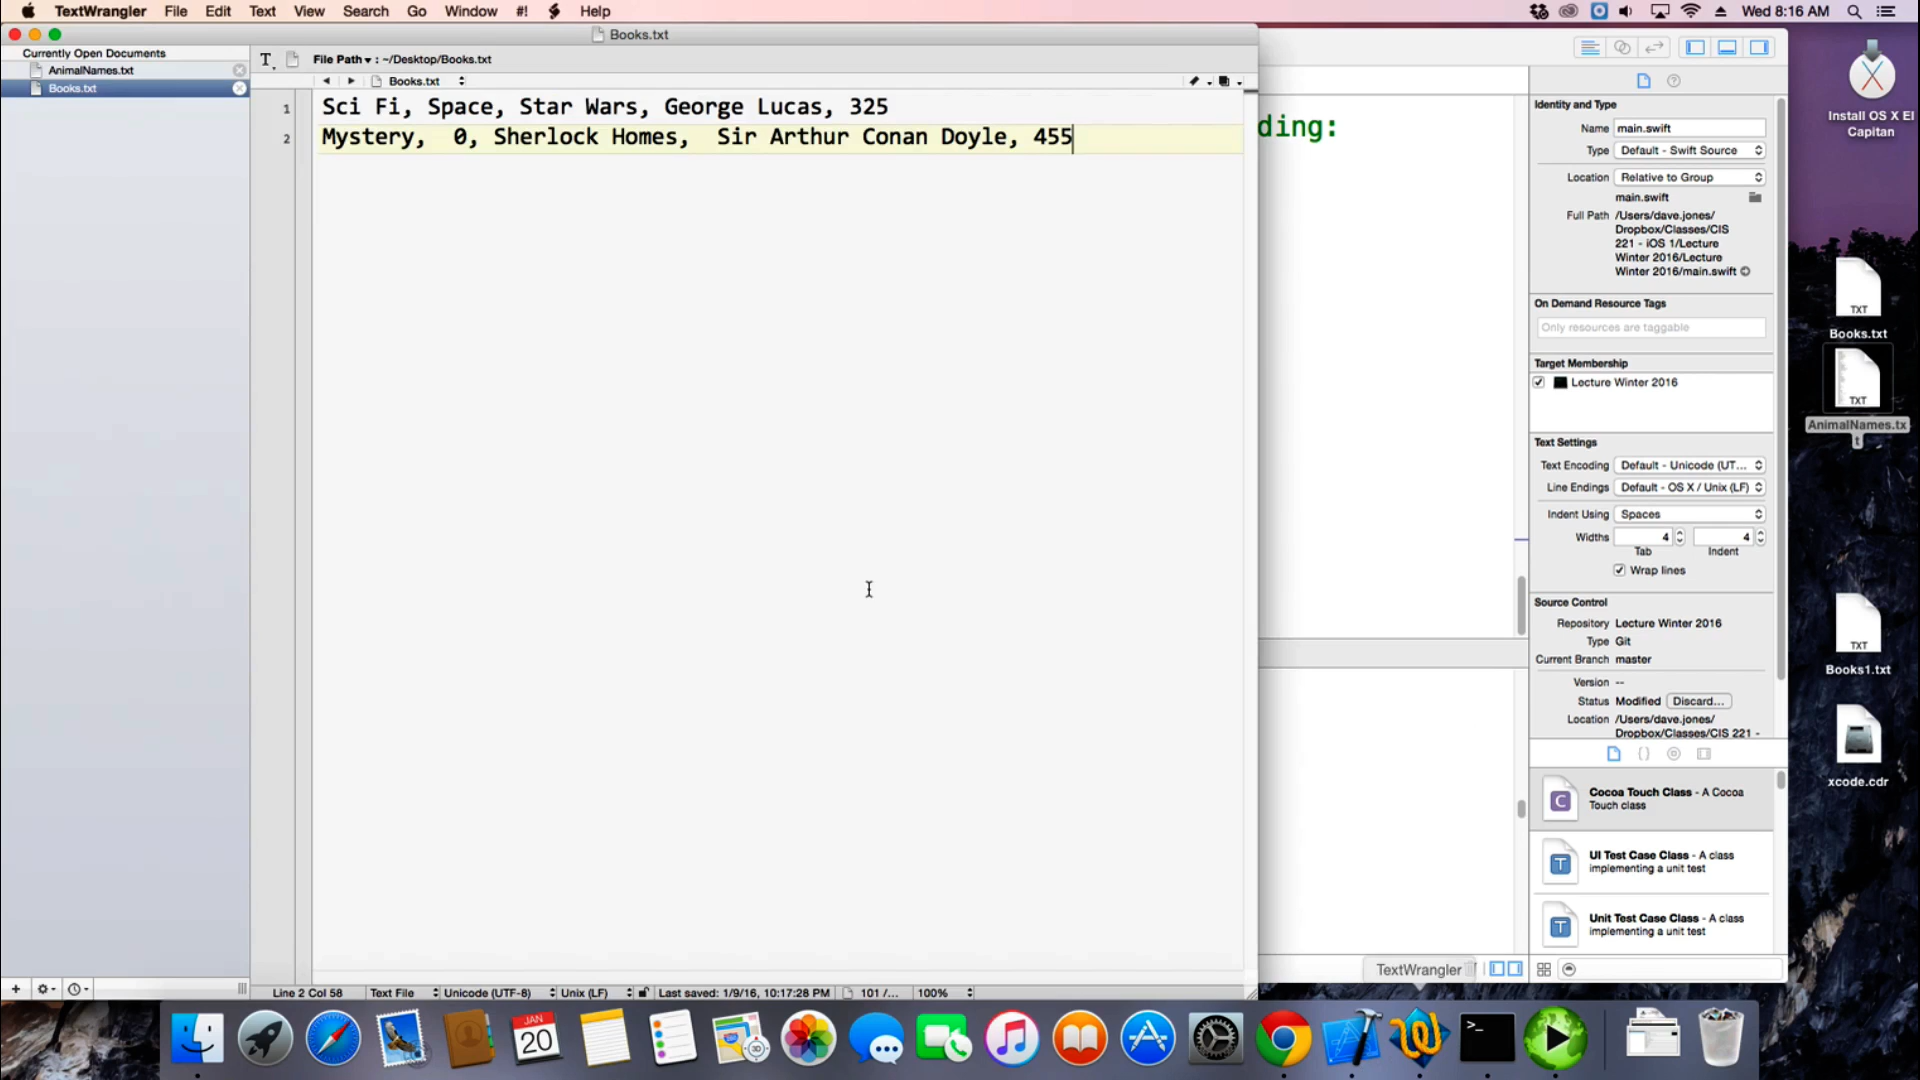 TextWrangler File Edit Text View Search Go Window #! Help Wed 8:16 AM
Books.txt
Currently Open Documents
AnimalNames.txt
Books.txt
File Path ▾ : ~/Desktop/Books.txt
Books.txt
1 Sci Fi, Space, Star Wars, George Lucas, 325
2 Mystery,  0, Sherlock Homes,  Sir Arthur Conan Doyle, 455
Line 2 Col 58 Text File Unicode (UTF-8) Unix (LF) Last saved: 1/9/16, 10:17:28 PM 101 /... 100%
ding:
TextWrangler
Identity and Type
Name main.swift
Type Default - Swift Source
Location Relative to Group
main.swift
Full Path /Users/dave.jones/
Dropbox/Classes/CIS
221 - iOS 1/Lecture
Winter 2016/Lecture
Winter 2016/main.swift
On Demand Resource Tags
Only resources are taggable
Target Membership
Lecture Winter 2016
Text Settings
Text Encoding Default - Unicode (UT...
Line Endings Default - OS X / Unix (LF)
Indent Using Spaces
Widths 4 4
Tab Indent
Wrap lines
Source Control
Repository Lecture Winter 2016
Type Git
Current Branch master
Version --
Status Modified Discard...
Location /Users/dave.jones/
Dropbox/Classes/CIS 221 -
{}
C
Cocoa Touch Class - A Cocoa
Touch class
T
UI Test Case Class - A class
implementing a unit test
T
Unit Test Case Class - A class
implementing a unit test
Install OS X El
Capitan
TXT
Books.txt
TXT
AnimalNames.tx
t
TXT
Books1.txt
xcode.cdr
JAN
20